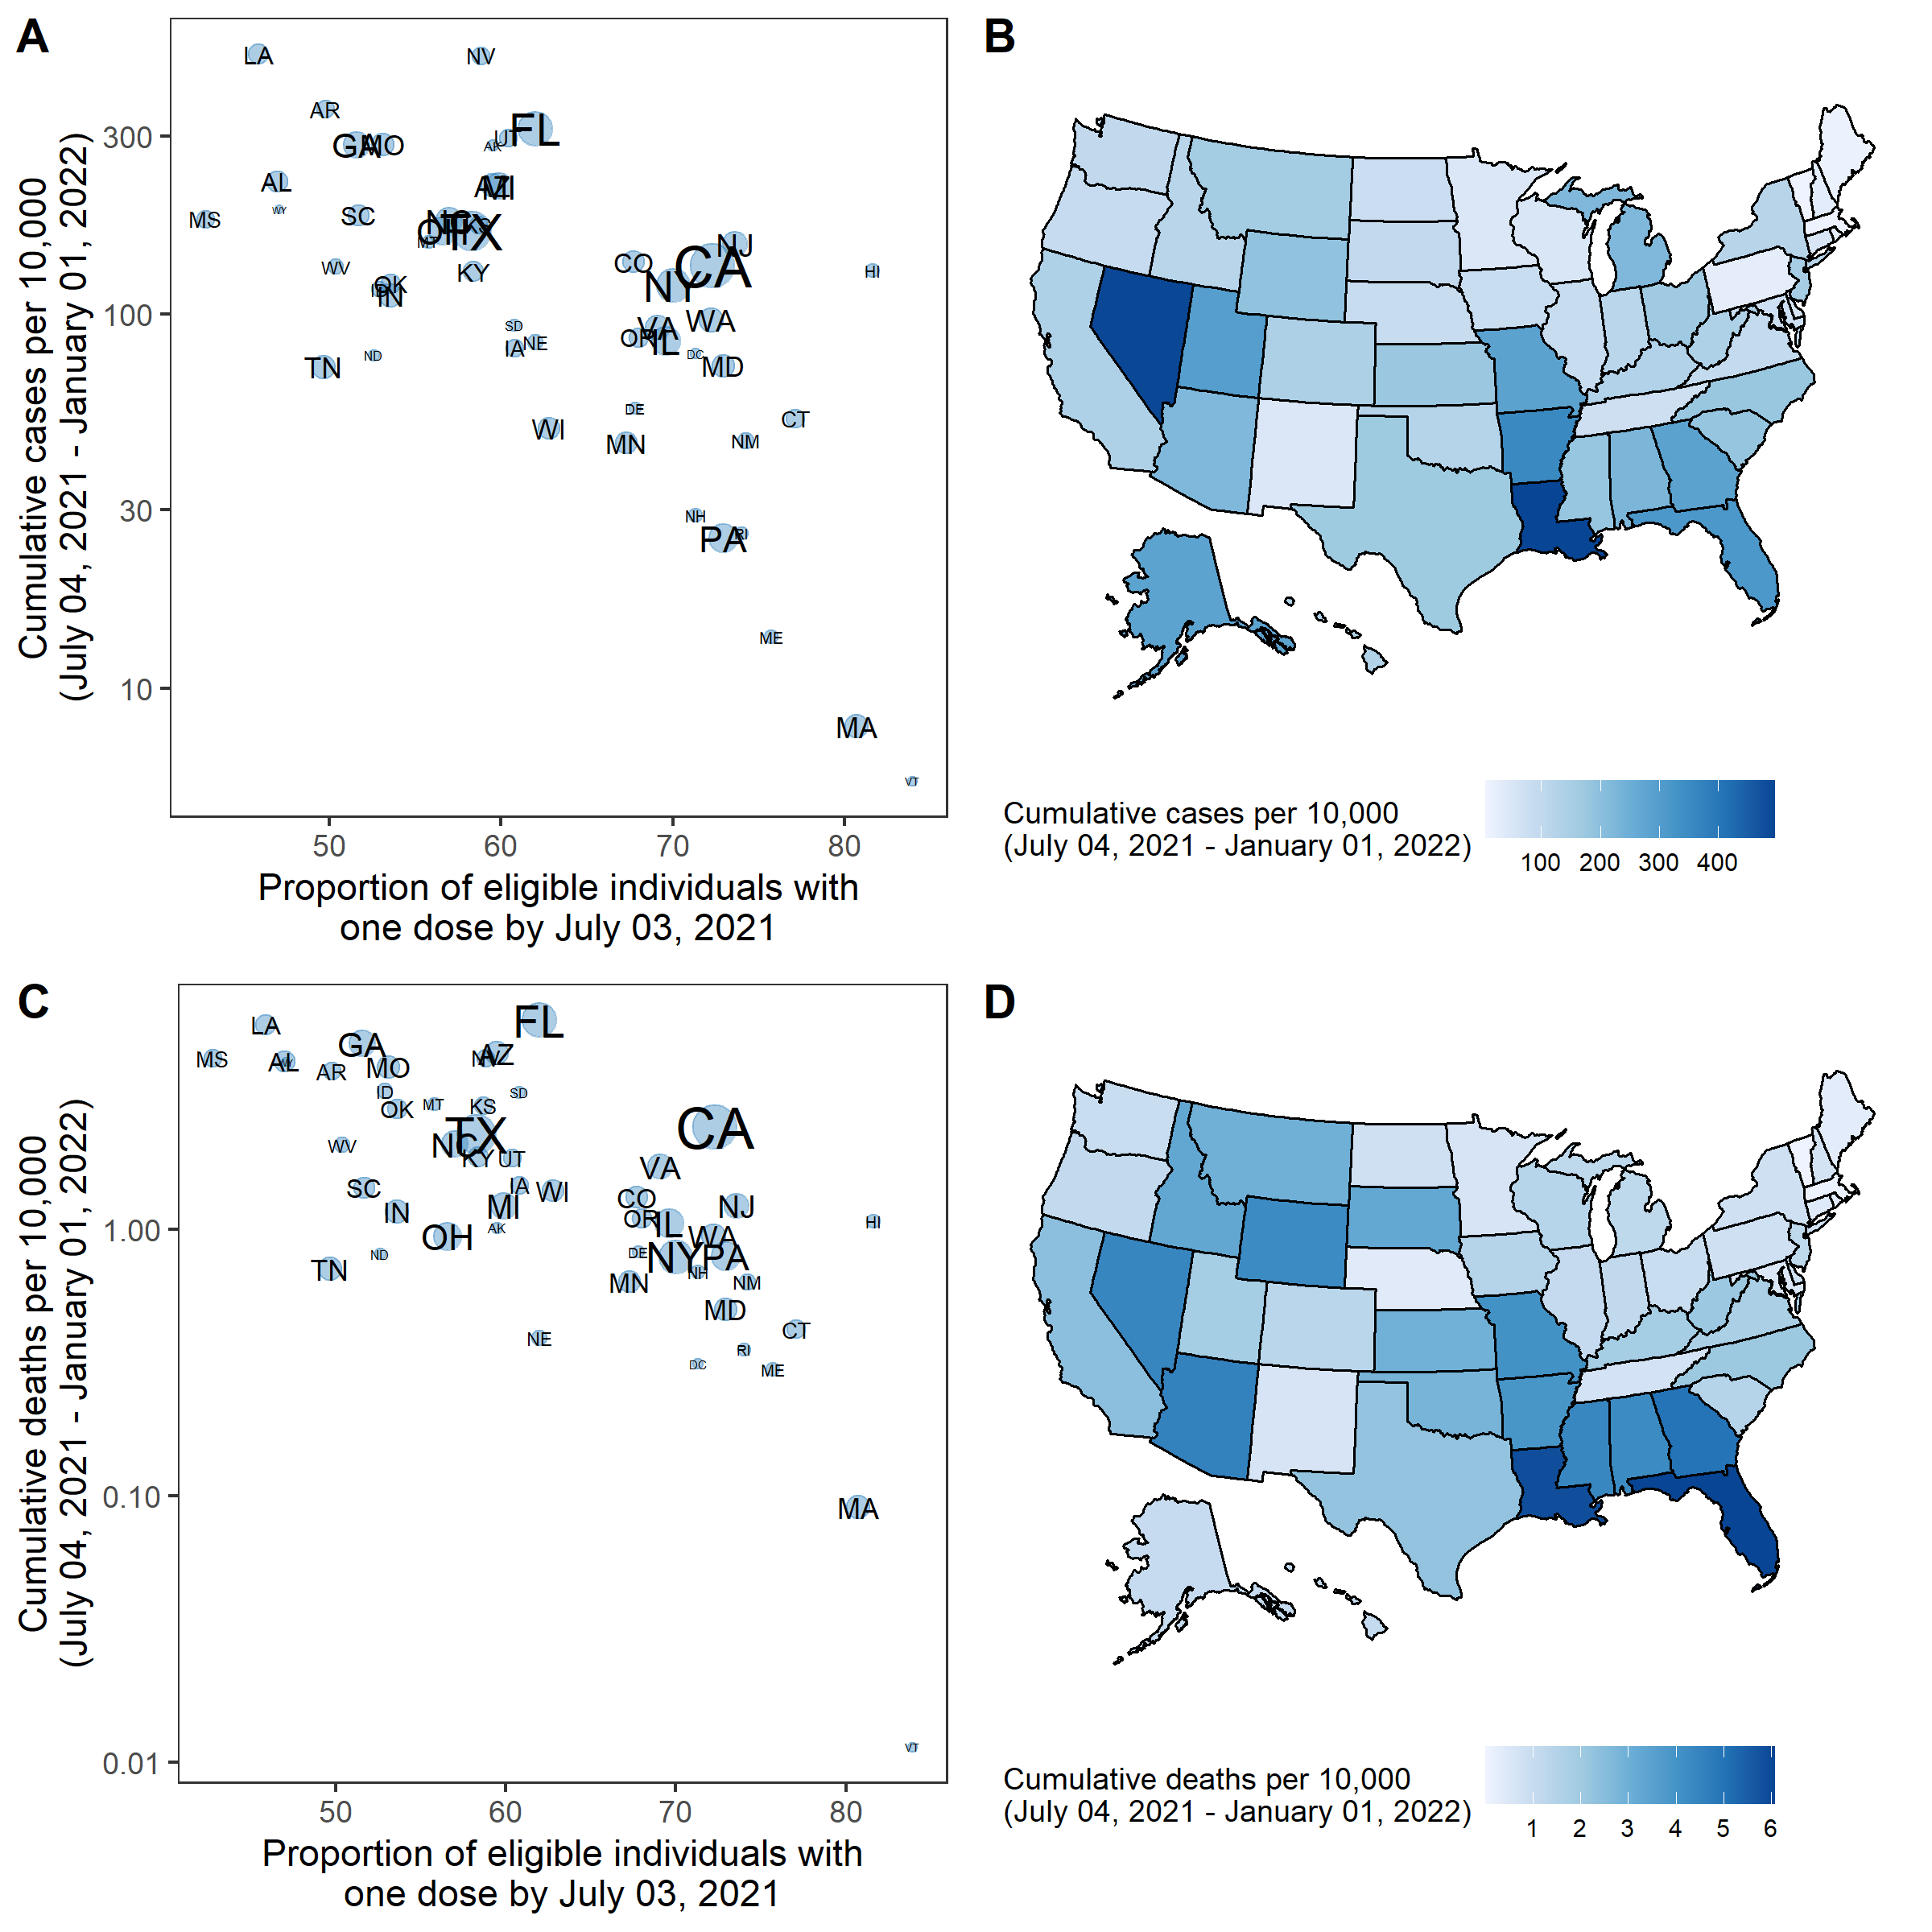 A
Cumulative cases per 10,000
(July 04, 2021 - January 01, 2022)
300
100
30
10
LA
NV
AR
FL
UT
AK
GA
MO
AL
AZ
MI
MS
WY
SC
NC
KS
TX
MT
WV
KY
OK
ID
IN
CO
NJ
CA
NY
HI
SD
IA
NE
VA
WA
OR
IL
DC
MD
TN
ND
DE
WI
MN
CT
NM
NH
PA
RI
ME
MA
VT
50
60
70
80
Proportion of eligible individuals with
one dose by July 03, 2021
B
Cumulative cases per 10,000
(July 04, 2021 - January 01, 2022)
100
200
300
400
C
Cumulative deaths per 10,000
(July 04, 2021 - January 01, 2022)
1.00
0.10
0.01
LA
FL
MS
AL
GA
AR
MO
NV
AZ
ID
OK
MT
KS
SD
TX
NC
KY
UT
WV
CA
VA
SC
IN
MI
IA
WI
CO
OR
IL
NJ
WA
HI
OH
AK
TN
ND
DE
NY
PA
MN
NH
NM
MD
NE
CT
DC
RI
ME
MA
VT
50
60
70
80
Proportion of eligible individuals with
one dose by July 03, 2021
D
Cumulative deaths per 10,000
(July 04, 2021 - January 01, 2022)
1
2
3
4
5
6